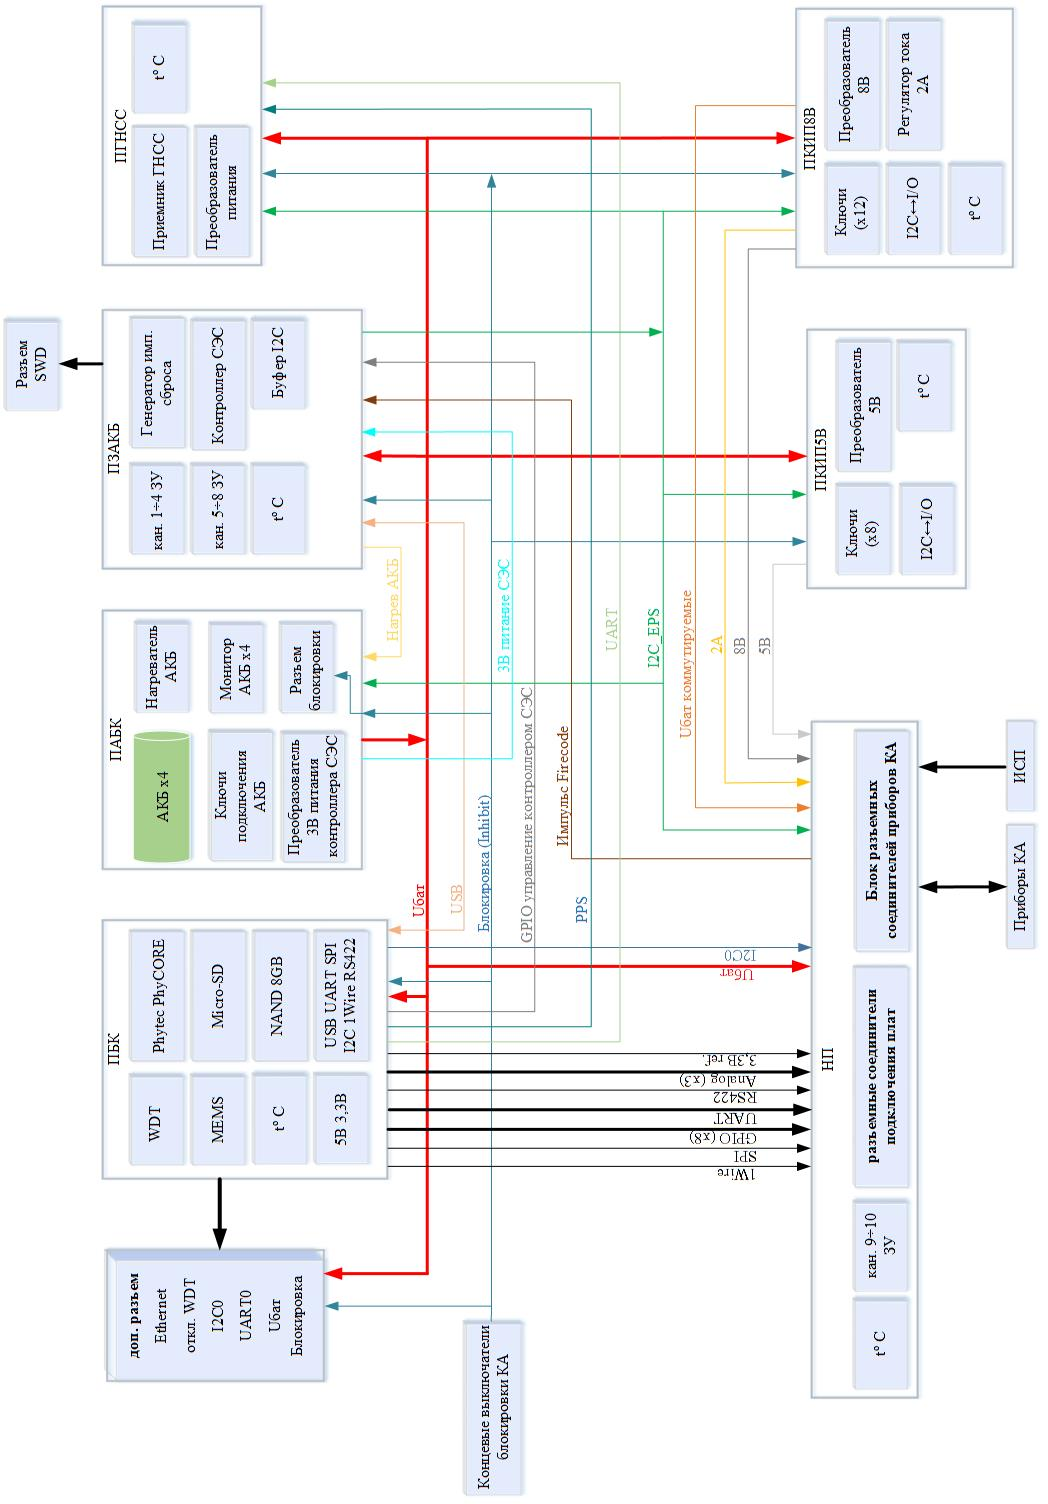 доп. разъем
Ethernet
откл. WDT
I2C0
UART0
Uбат
Блокировка
Концевые выключатели
блокировки КА
ПБК
Phytec PhyCORE
Micro-SD
NAND 8GB
USB UART SPI
I2C 1Wire RS422
WDT
MEMS
t° C
5В 3,3В
ПАБК
АКБ x4
Ключи
подключения
АКБ
Преобразователь
3В питания
контроллера СЭС
Нагреватель
АКБ
Монитор
АКБ x4
Разъем
блокировки
ПЗАКБ
Генератор имп.
сброса
Контроллер СЭС
Буфер I2C
кан. 1÷4 ЗУ
кан. 5÷8 ЗУ
t° C
Разъем
SWD
ПГНСС
t° C
Приемник ГНСС
Преобразователь
питания
Uбат
USB
Блокировка (Inhibit)
GPIO управление контроллером СЭС
Импульс Firecode
PPS
Нагрев АКБ
3В питание СЭС
UART
I2C_EPS
Uбат коммутируемые
2А
8В
5В
I2C0
Uбат
3,3В ref.
Analog (x3)
RS422
UART
GPIO (x8)
SPI
1Wire
ПКИП8В
Преобразователь
8В
Регулятор тока
2А
Ключи
(x12)
I2C↔I/O
t° C
ПКИП5В
Преобразователь
5В
t° C
Ключи
(x8)
I2C↔I/O
НП
Блок разъемных
соединителей приборов КА
разъемные соединители
подключения плат
кан. 9÷10
ЗУ
t° C
ИСП
Приборы КА